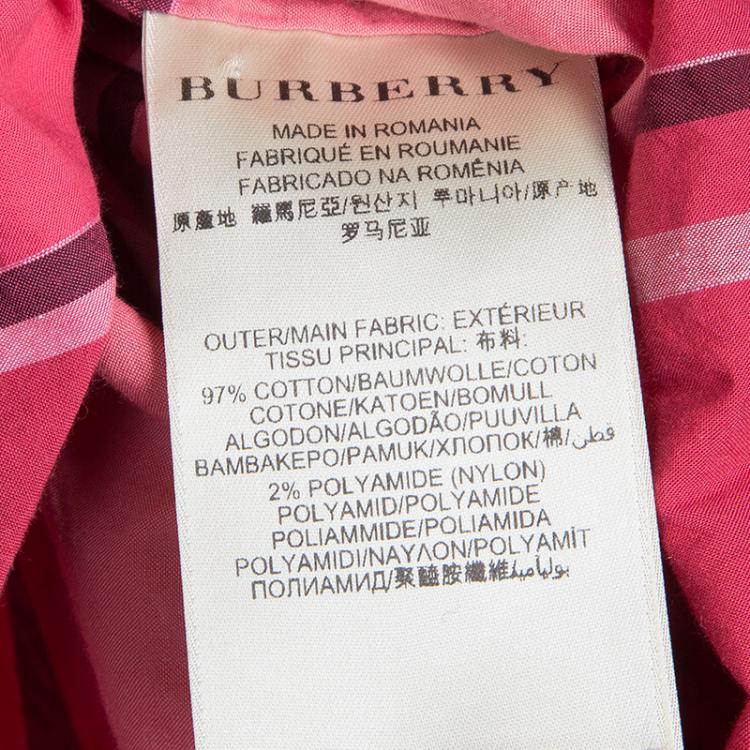 BURBERRY
MADE IN ROMANIA
FABRIQUÉ EN ROUMANIE
FABRICADO NA ROMÊNIA
原產地 羅馬尼亞/원산지 루마니아/原产地
罗马尼亚
OUTER/MAIN FABRIC: EXTÉRIEUR
TISSU PRINCIPAL: 布料:
97% COTTON/BAUMWOLLE/COTON
COTONE/KATOEN/BOMULL
ALGODON/ALGODÃO/PUUVILLA
BAMBAKEPO/PAMUK/ХЛОПОК/棉/قطن
2% POLYAMIDE (NYLON)
POLYAMID/POLYAMIDE
POLIAMMIDE/POLIAMIDA
POLYAMIDI/ΝΑΥΛΟΝ/POLYAMİT
ПОЛИАМИД/聚醯胺纖維/بولياميد